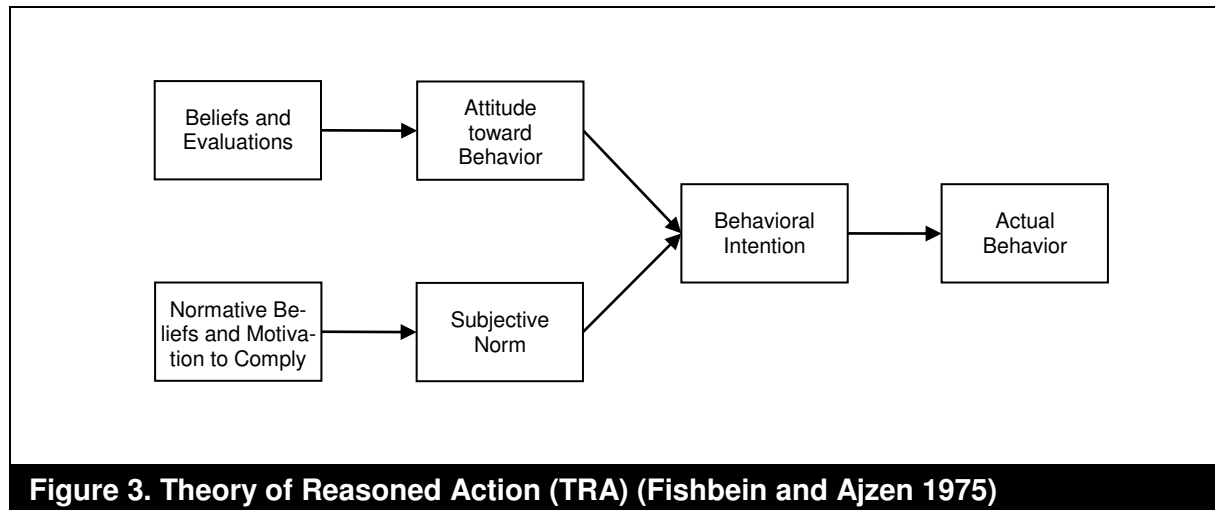 Beliefs and
Evaluations
Attitude
toward
Behavior
Behavioral
Intention
Actual
Behavior
Normative Be-
liefs and Motiva-
tion to Comply
Subjective
Norm
Figure 3. Theory of Reasoned Action (TRA) (Fishbein and Ajzen 1975)